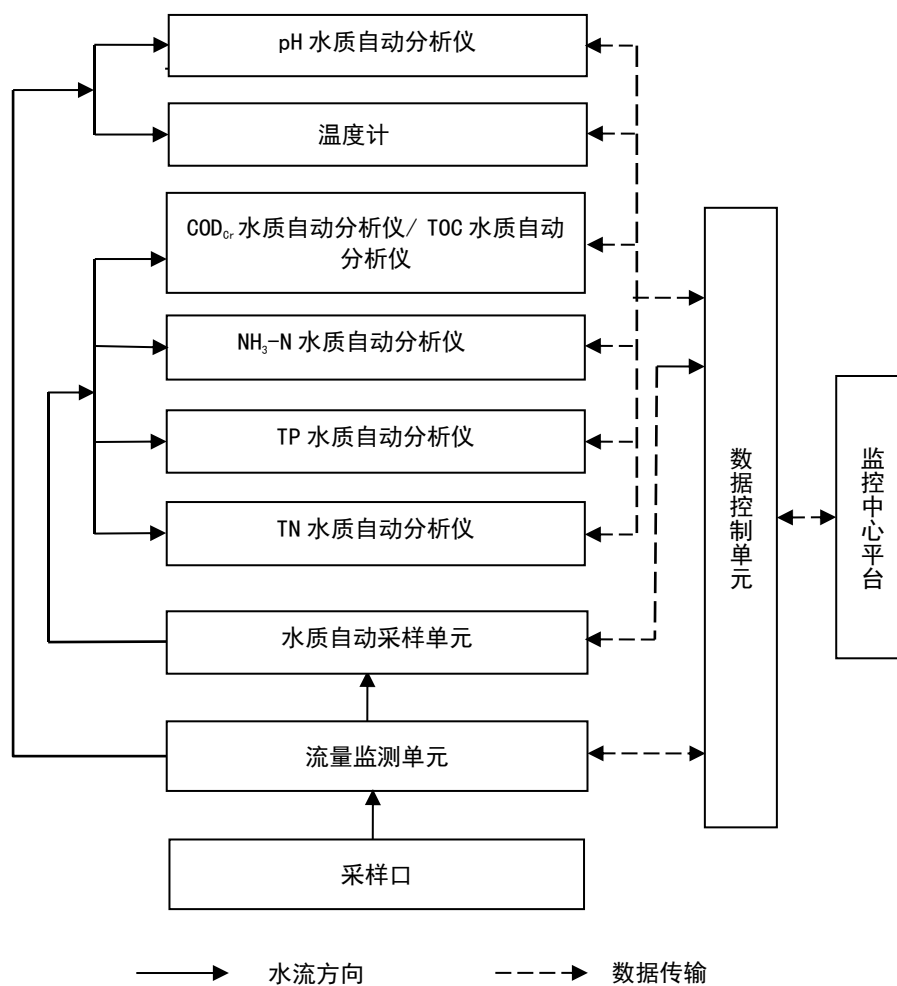 pH 水质自动分析仪
温度计
COD_Cr 水质自动分析仪/ TOC 水质自动
分析仪
NH₃-N 水质自动分析仪
TP 水质自动分析仪
TN 水质自动分析仪
水质自动采样单元
流量监测单元
采样口
数据控制单元
监控中心平台
水流方向
数据传输